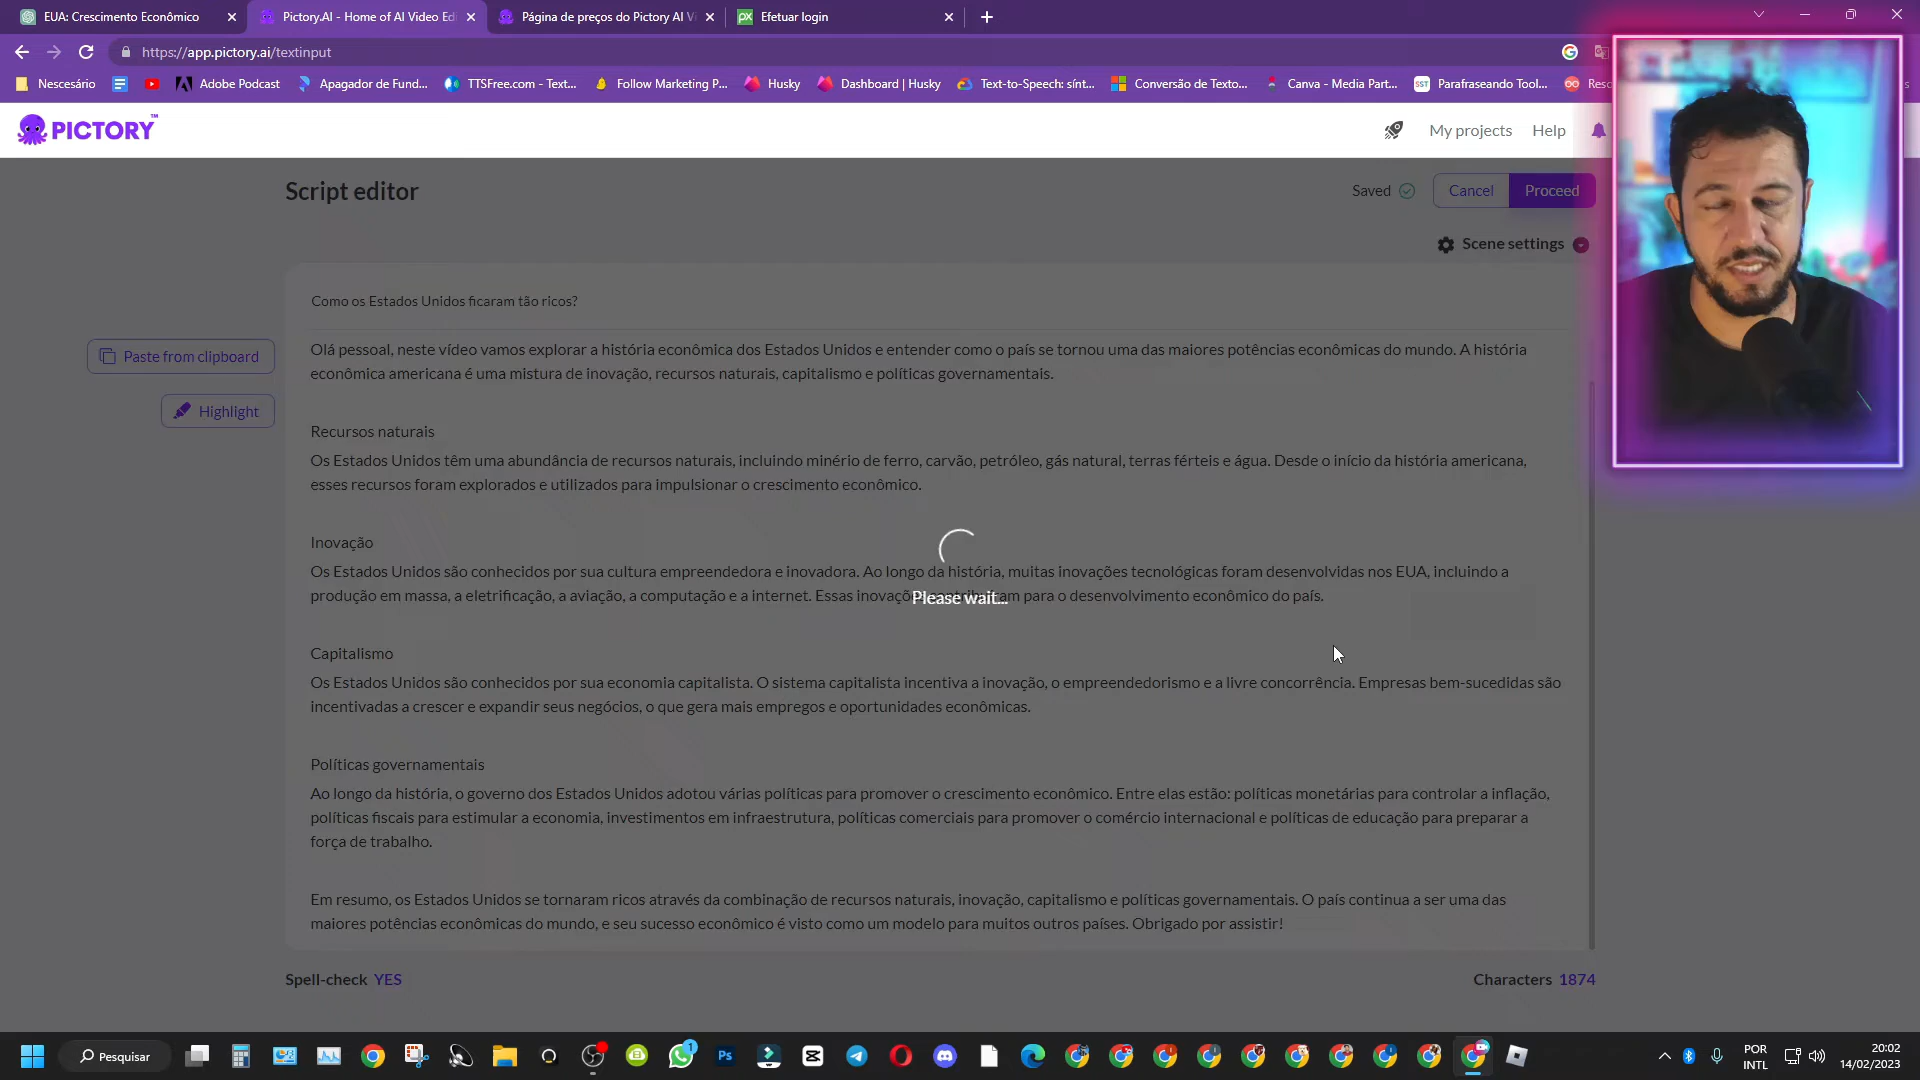 EUA: Crescimento Econômico
Pictory.AI - Home of AI Video Edi
Página de preços do Pictory AI Vi
Efetuar login
https://app.pictory.ai/textinput
Nescesário
Adobe Podcast
Apagador de Fund...
TTSFree.com - Text...
Follow Marketing P...
Husky
Dashboard | Husky
Text-to-Speech: sínt...
Conversão de Texto...
Canva - Media Part...
Parafraseando Tool...
PICTORY™
My projects
Help
Script editor
Saved
Cancel
Proceed
Scene settings
Como os Estados Unidos ficaram tão ricos?
Paste from clipboard
Highlight
Olá pessoal, neste vídeo vamos explorar a história econômica dos Estados Unidos e entender como o país se tornou uma das maiores potências econômicas do mundo. A história
econômica americana é uma mistura de inovação, recursos naturais, capitalismo e políticas governamentais.
Recursos naturais
Os Estados Unidos têm uma abundância de recursos naturais, incluindo minério de ferro, carvão, petróleo, gás natural, terras férteis e água. Desde o início da história americana,
esses recursos foram explorados e utilizados para impulsionar o crescimento econômico.
Inovação
Os Estados Unidos são conhecidos por sua cultura empreendedora e inovadora. Ao longo da história, muitas inovações tecnológicas foram desenvolvidas nos EUA, incluindo a
produção em massa, a eletrificação, a aviação, a computação e a internet. Essas para o desenvolvimento econômico do país.
Please wait...
Capitalismo
Os Estados Unidos são conhecidos por sua economia capitalista. O sistema capitalista incentiva a inovação, o empreendedorismo e a livre concorrência. Empresas bem-sucedidas são
incentivadas a crescer e expandir seus negócios, o que gera mais empregos e oportunidades econômicas.
Políticas governamentais
Ao longo da história, o governo dos Estados Unidos adotou várias políticas para promover o crescimento econômico. Entre elas estão: políticas monetárias para controlar a inflação,
políticas fiscais para estimular a economia, investimentos em infraestrutura, políticas comerciais para promover o comércio internacional e políticas de educação para preparar a
força de trabalho.
Em resumo, os Estados Unidos se tornaram ricos através da combinação de recursos naturais, inovação, capitalismo e políticas governamentais. O país continua a ser uma das
maiores potências econômicas do mundo, e seu sucesso econômico é visto como um modelo para muitos outros países. Obrigado por assistir!
Spell-check YES
Characters 1874
Pesquisar
1
Ps
POR
INTL
20:02
14/02/2023